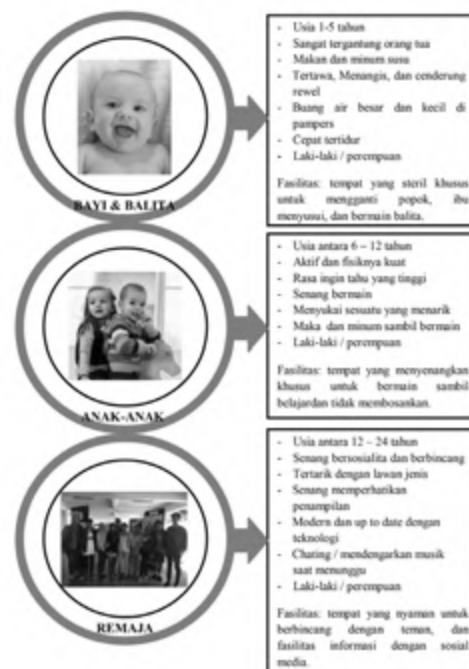 - Usia 1-5 tahun
- Sangat tergantung orang tua
- Makan dan minum susu
- Tertawa, Menangis, dan cenderung
rewel
- Buang air besar dan kecil di
pampers
- Cepat tertidur
- Laki-laki / perempuan
Fasilitas: tempat yang steril khusus
untuk mengganti popok, ibu
menyusui, dan bermain balita.
BAYI & BALITA
- Usia antara 6 – 12 tahun
- Aktif dan fisiknya kuat
- Rasa ingin tahu yang tinggi
- Senang bermain
- Menyukai sesuatu yang menarik
- Maka dan minum sambil bermain
- Laki-laki / perempuan
Fasilitas: tempat yang menyenangkan
khusus untuk bermain sambil
belajardan tidak membosankan.
ANAK-ANAK
- Usia antara 12 – 24 tahun
- Senang bersosialita dan berbincang
- Tertarik dengan lawan jenis
- Senang memperhatikan
penampilan
- Modern dan up to date dengan
teknologi
- Chating / mendengarkan musik
saat menunggu
- Laki-laki / perempuan
Fasilitas: tempat yang nyaman untuk
berbincang dengan teman, dan
fasilitas informasi dengan sosial
media.
REMAJA